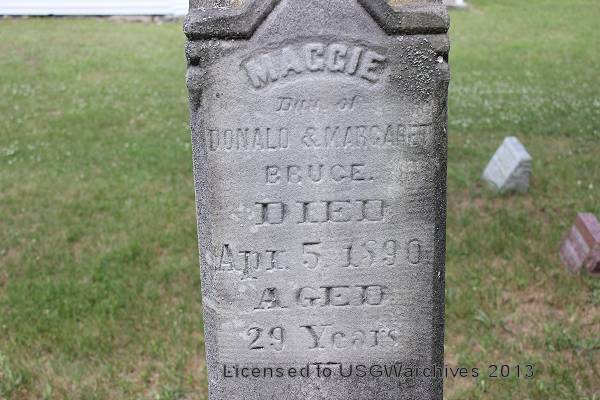 MAGGIE
Dau. of
DONALD & MARGARET
BRUCE.
DIED
Apr. 5, 1890.
AGED
29 Years
Licensed to USGWarchives 2013